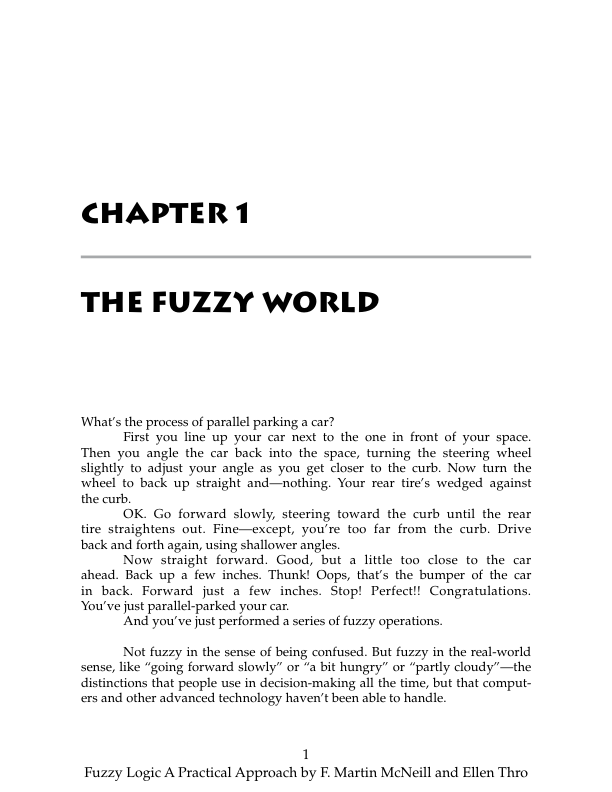 CHAPTER 1
THE FUZZY WORLD
What's the process of parallel parking a car?
First you line up your car next to the one in front of your space.
Then you angle the car back into the space, turning the steering wheel
slightly to adjust your angle as you get closer to the curb. Now turn the
wheel to back up straight and—nothing. Your rear tire's wedged against
the curb.
OK. Go forward slowly, steering toward the curb until the rear
tire straightens out. Fine—except, you're too far from the curb. Drive
back and forth again, using shallower angles.
Now straight forward. Good, but a little too close to the car
ahead. Back up a few inches. Thunk! Oops, that's the bumper of the car
in back. Forward just a few inches. Stop! Perfect!! Congratulations.
You've just parallel-parked your car.
And you've just performed a series of fuzzy operations.
Not fuzzy in the sense of being confused. But fuzzy in the real-world
sense, like “going forward slowly” or “a bit hungry” or “partly cloudy”—the
distinctions that people use in decision-making all the time, but that comput-
ers and other advanced technology haven't been able to handle.
1
Fuzzy Logic A Practical Approach by F. Martin McNeill and Ellen Thro